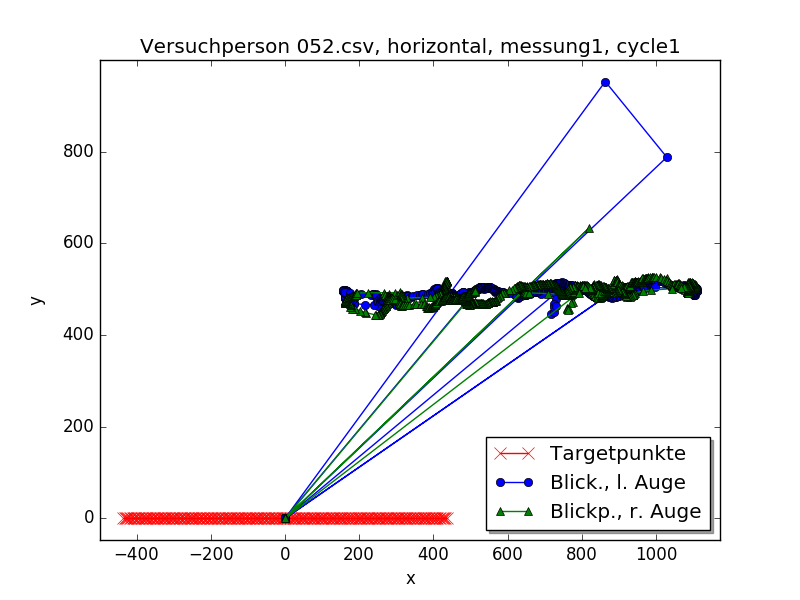 Versuchperson 052.csv, horizontal, messung1, cycle1
y
800
600
400
200
0
−400
−200
0
200
400
600
800
1000
x
Targetpunkte
Blick., l. Auge
Blickp., r. Auge